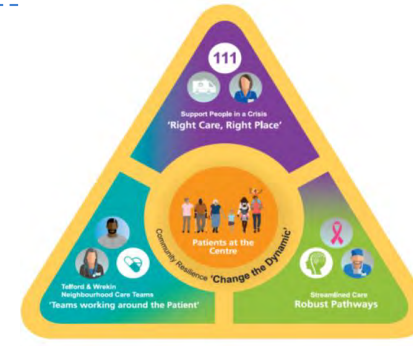 111
Support People in a Crisis
'Right Care, Right Place'
Patients at the
Centre
Community Resilience 'Change the Dynamic'
Telford & Wrekin
Neighbourhood Care Teams
'Teams working around the Patient'
Streamlined Care
Robust Pathways